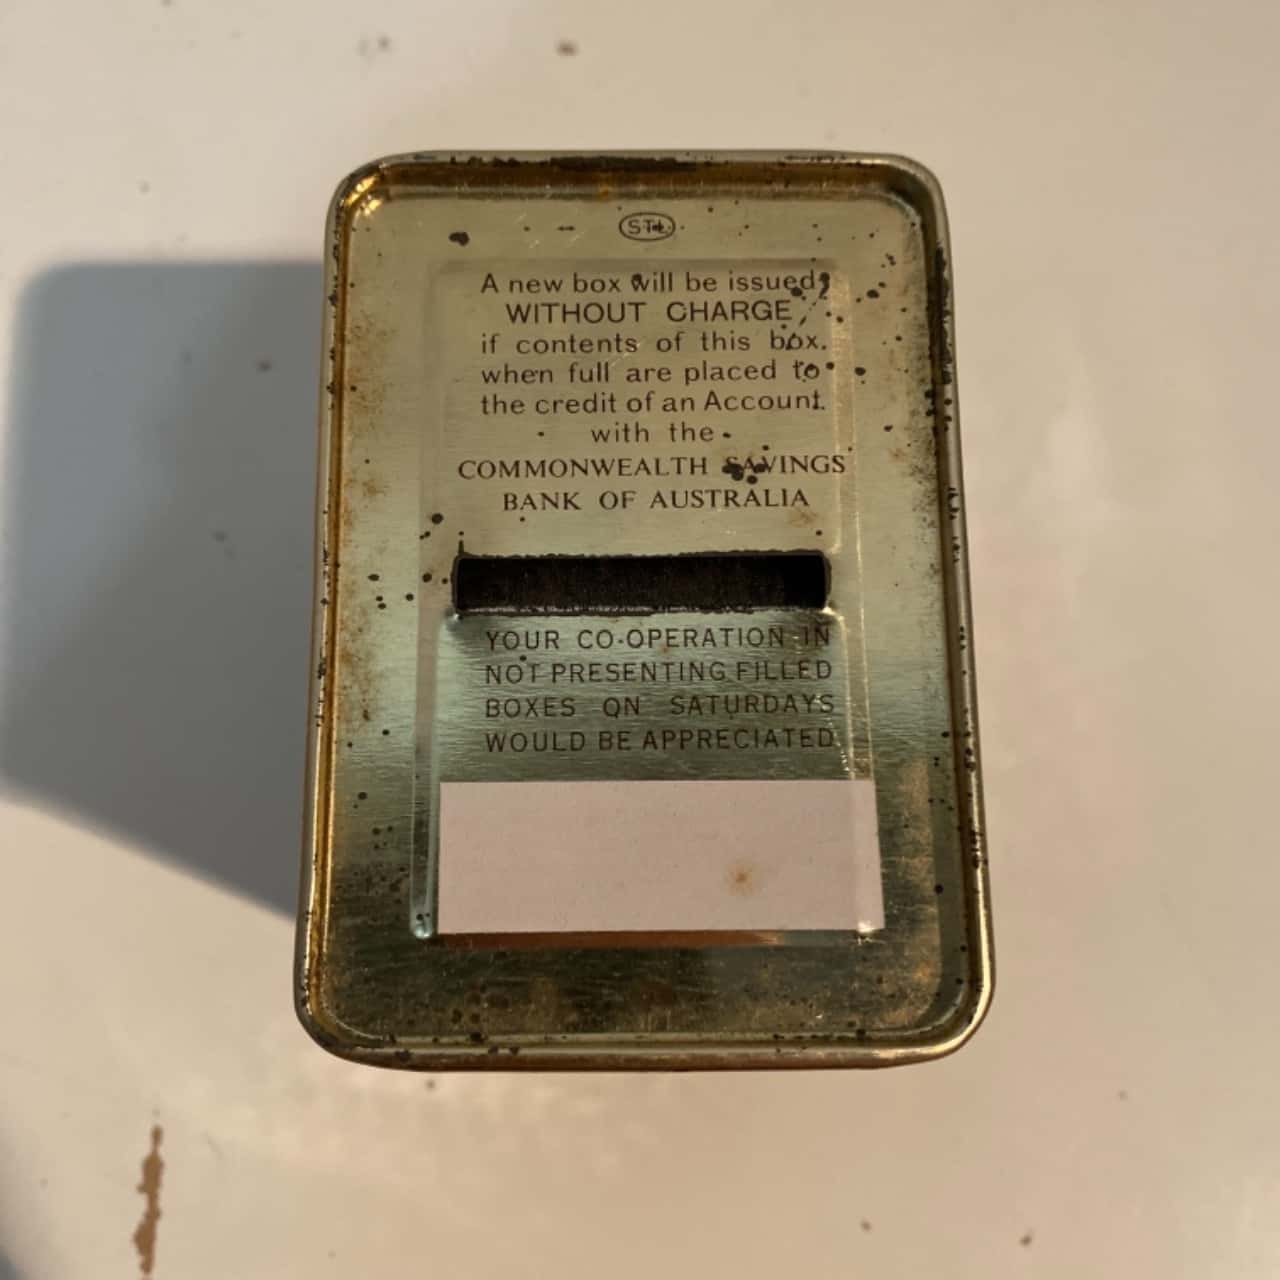 STL
A new box will be issued,
WITHOUT CHARGE
if contents of this box,
when full are placed to
the credit of an Account,
with the
COMMONWEALTH SAVINGS
BANK OF AUSTRALIA
YOUR CO-OPERATION IN
NOT PRESENTING FILLED
BOXES ON SATURDAYS
WOULD BE APPRECIATED